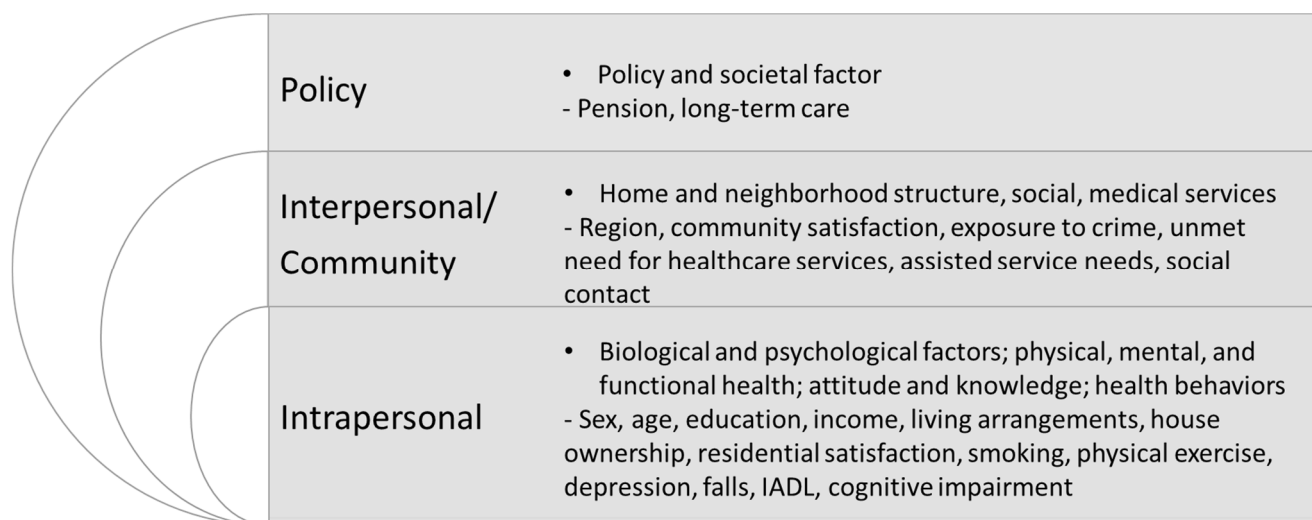 Policy
• Policy and societal factor
- Pension, long-term care
Interpersonal/
Community
• Home and neighborhood structure, social, medical services
- Region, community satisfaction, exposure to crime, unmet
need for healthcare services, assisted service needs, social
contact
Intrapersonal
• Biological and psychological factors; physical, mental, and
functional health; attitude and knowledge; health behaviors
- Sex, age, education, income, living arrangements, house
ownership, residential satisfaction, smoking, physical exercise,
depression, falls, IADL, cognitive impairment